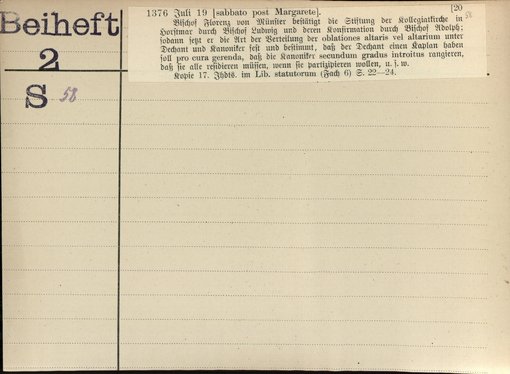 Beiheft
2
S 58
1376 Juli 19 [sabbato post Margarete]. [20
Bischof Florenz von Münster bestätigt die Stiftung der Kollegiatkirche in
Horstmar durch Bischof Ludwig und deren Konfirmation durch Bischof Adolph;
sodann setzt er die Art der Verteilung der oblationes altaris vel altarium unter
Dechant und Kanoniker fest und bestimmt, daß der Dechant einen Kaplan haben
soll pro cura gerenda, daß die Kanoniker secundum gradus introitus rangieren,
daß sie alle residieren müssen, wenn sie partizipieren wollen, u. s. w.
Kopie 17. Jhdts. im Lib. statutorum (Fach 6) S. 22—24.